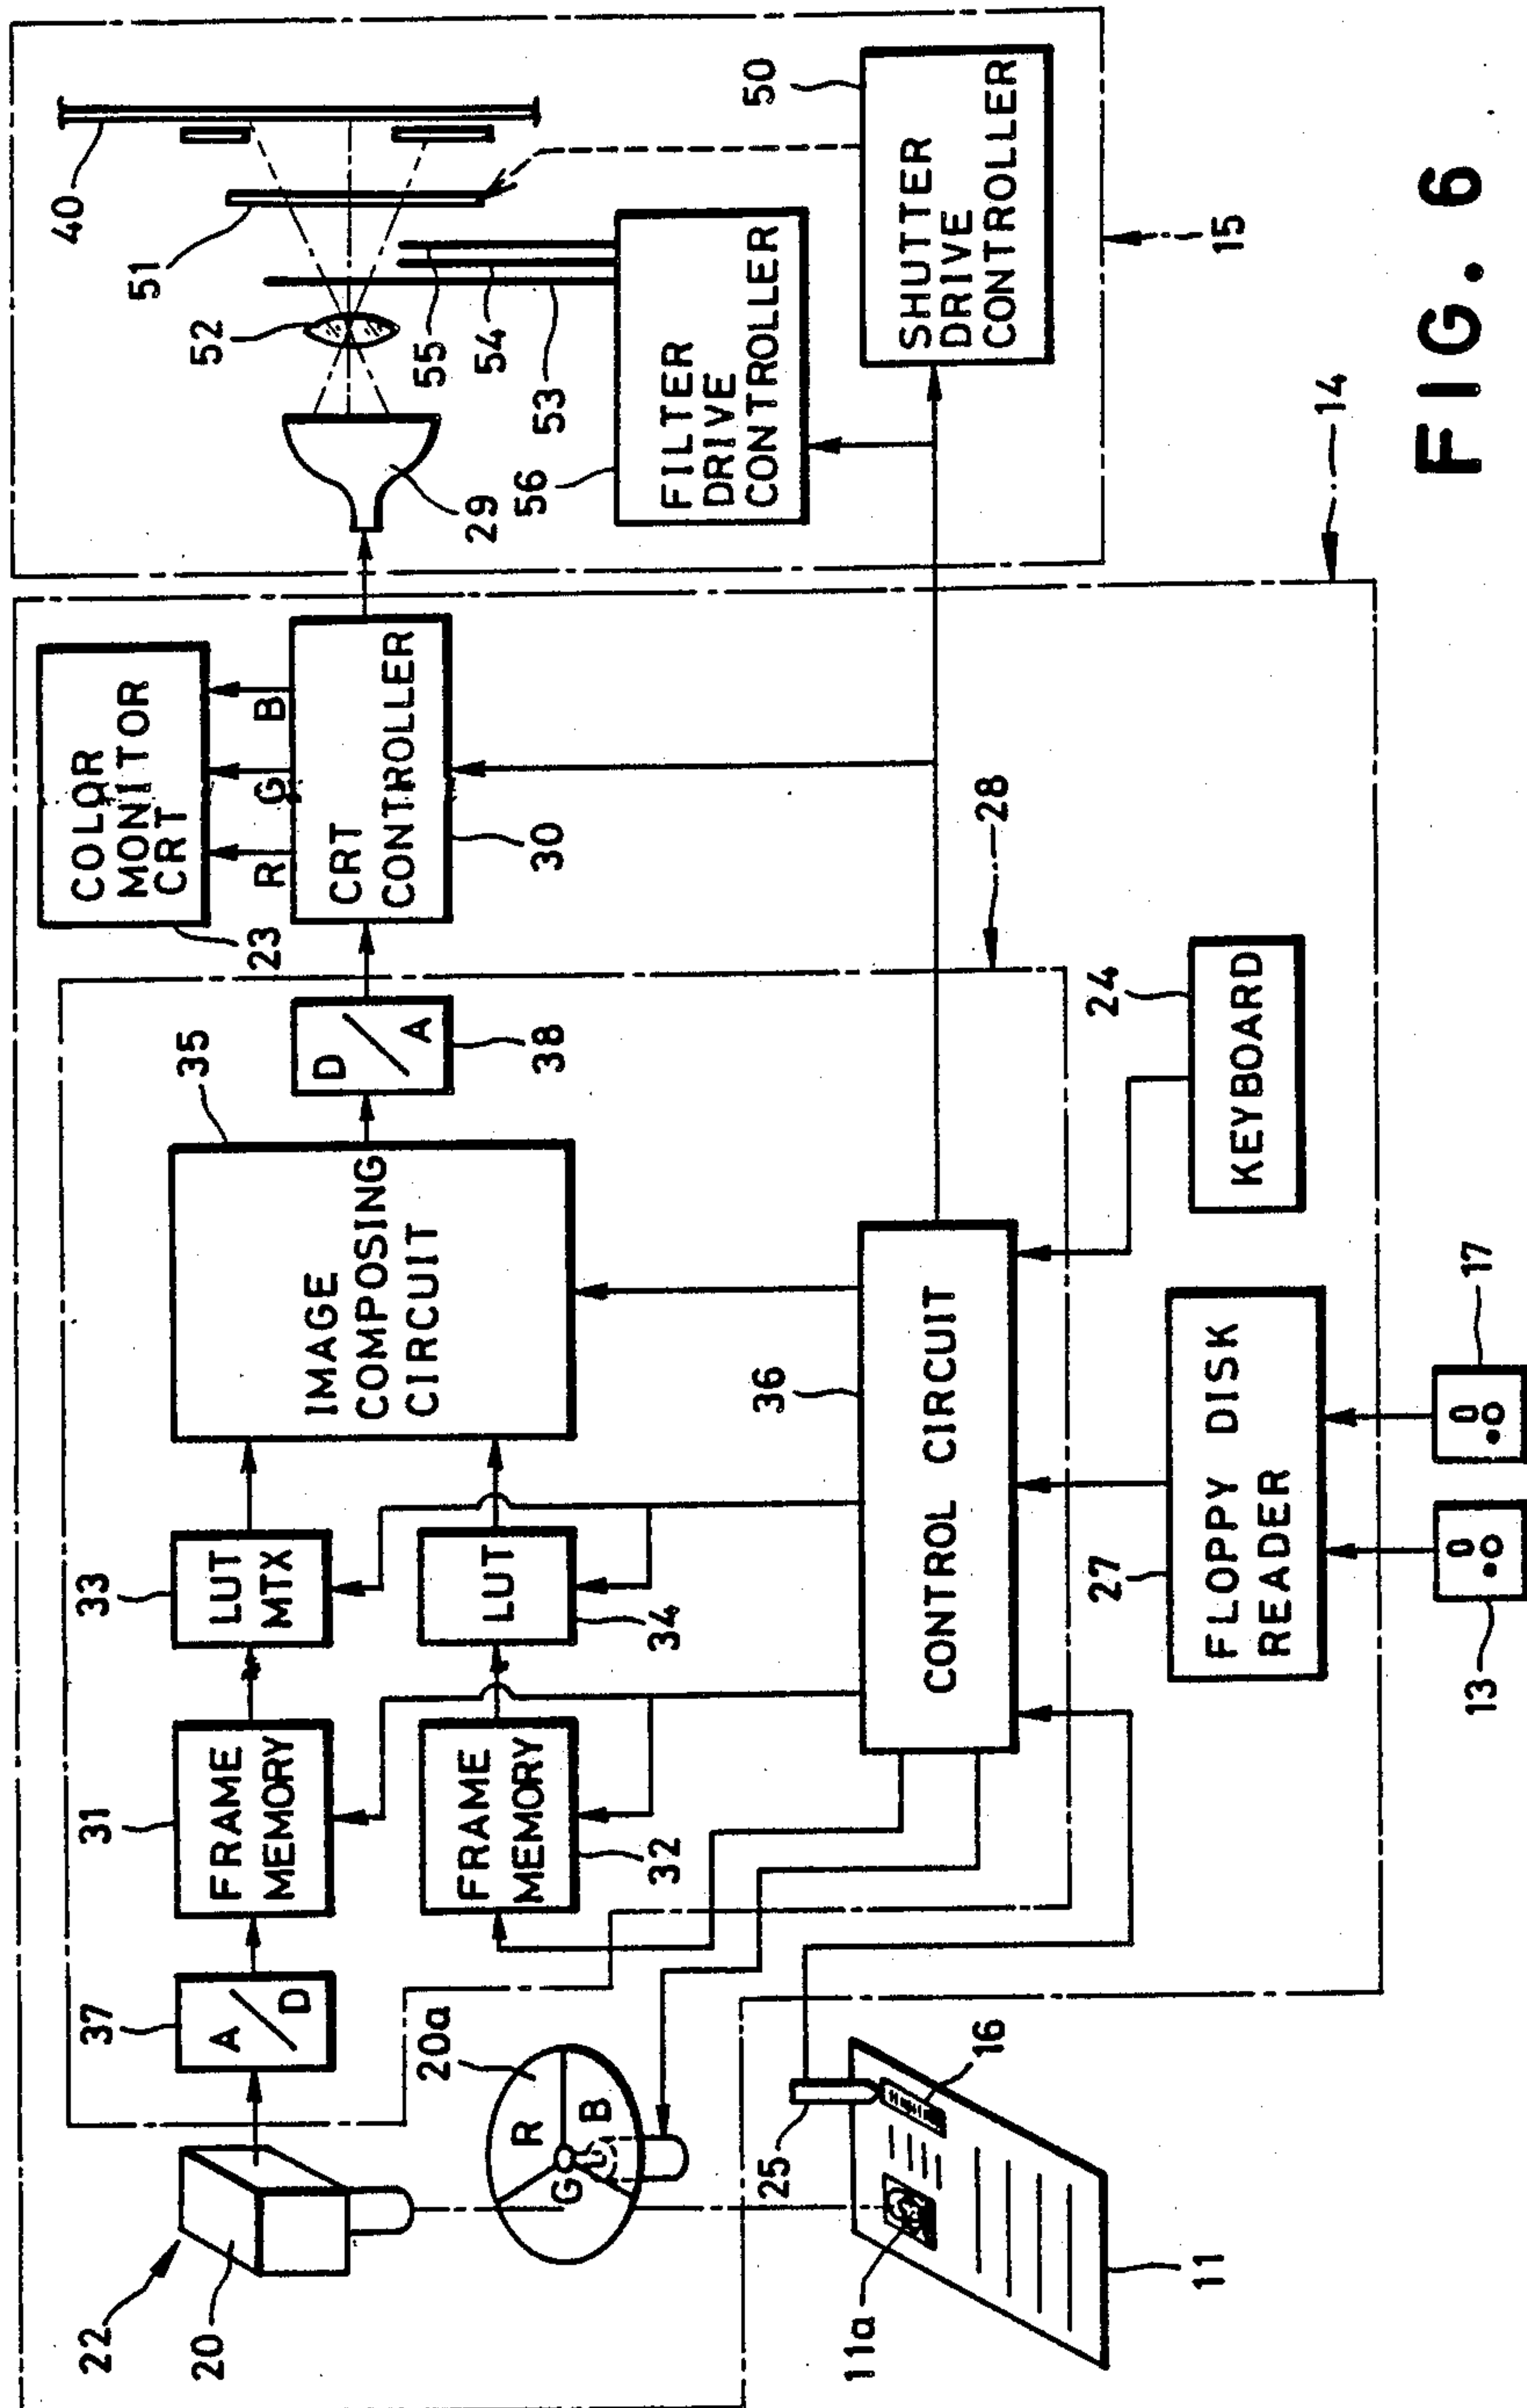 22
20
37
A/D
31
FRAME
MEMORY
33
LUT
MTX
35
IMAGE
COMPOSING
CIRCUIT
D/A
38
COLOR
MONITOR
CRT
23
R
G
B
CRT
CONTROLLER
30
29
52
51
40
55
54
53
56
FILTER
DRIVE
CONTROLLER
50
SHUTTER
DRIVE
CONTROLLER
15
20a
R
G
B
FRAME
MEMORY
32
LUT
34
36
CONTROL CIRCUIT
28
25
16
11a
11
27
FLOPPY DISK
READER
24
KEYBOARD
13
17
14
FIG. 6